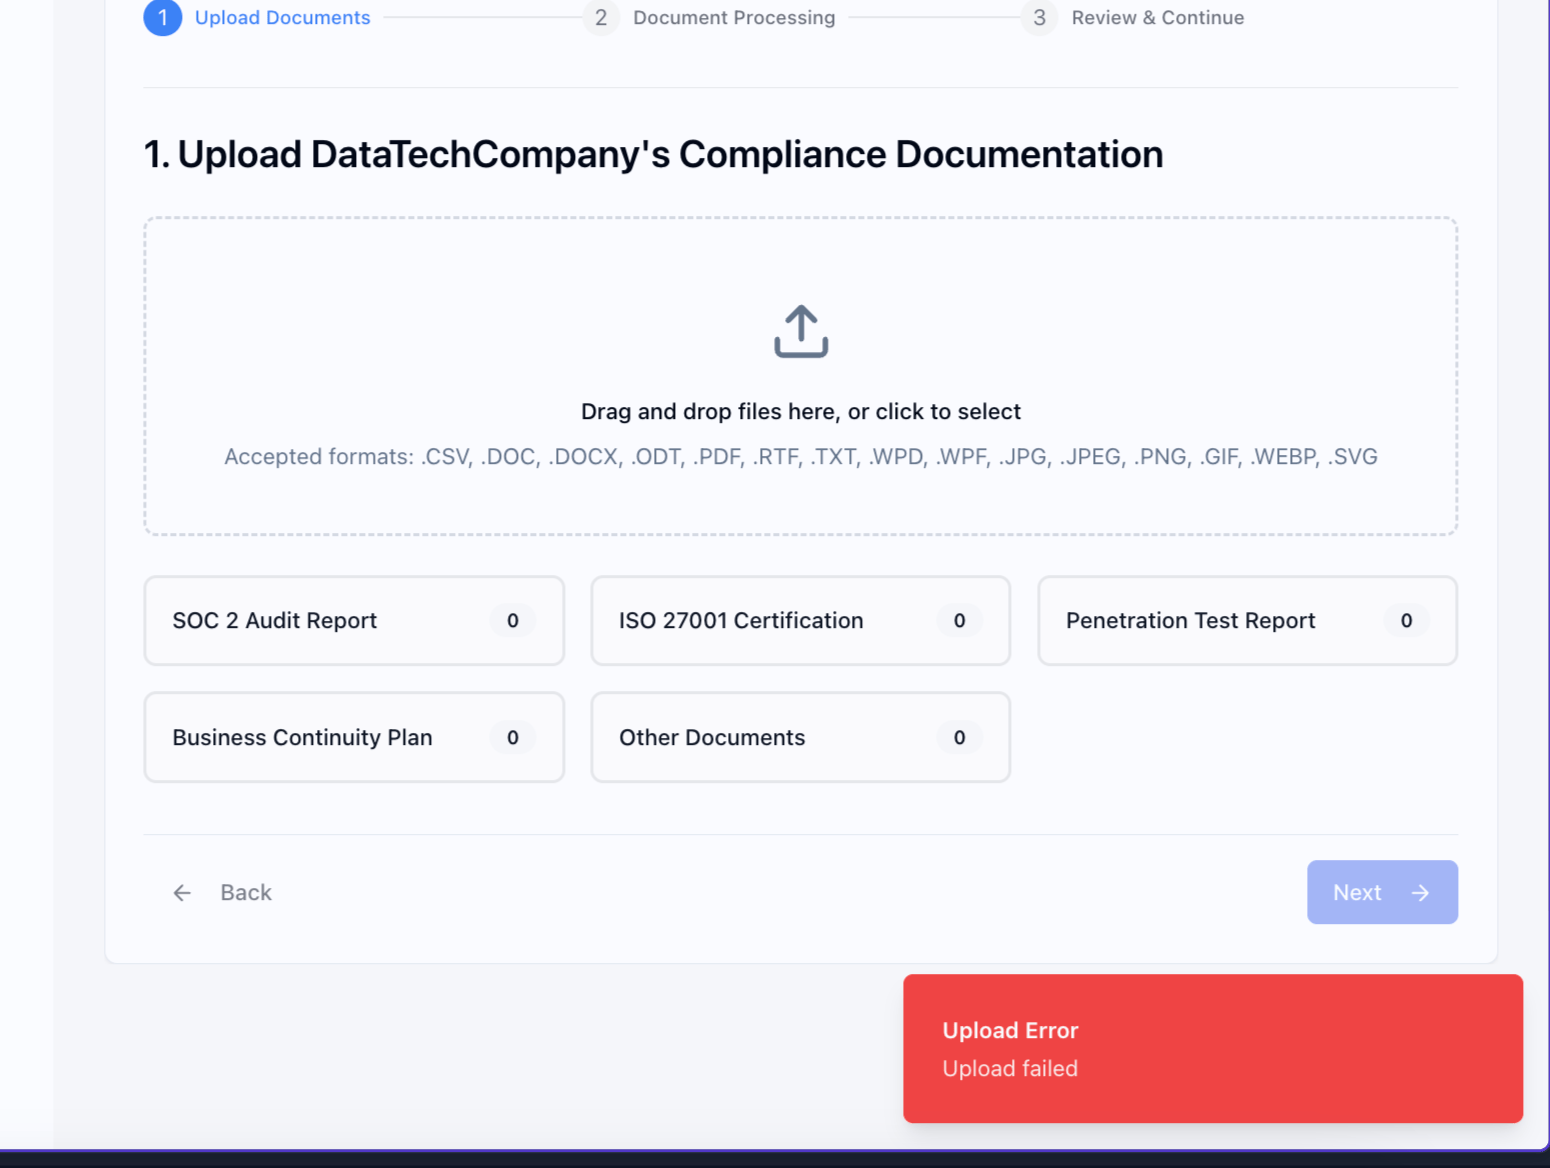 1 Upload Documents 2 Document Processing 3 Review & Continue
1. Upload DataTechCompany's Compliance Documentation
Drag and drop files here, or click to select
Accepted formats: .CSV, .DOC, .DOCX, .ODT, .PDF, .RTF, .TXT, .WPD, .WPF, .JPG, .JPEG, .PNG, .GIF, .WEBP, .SVG
SOC 2 Audit Report 0 ISO 27001 Certification 0 Penetration Test Report 0
Business Continuity Plan 0 Other Documents 0
Back Next
Upload Error
Upload failed